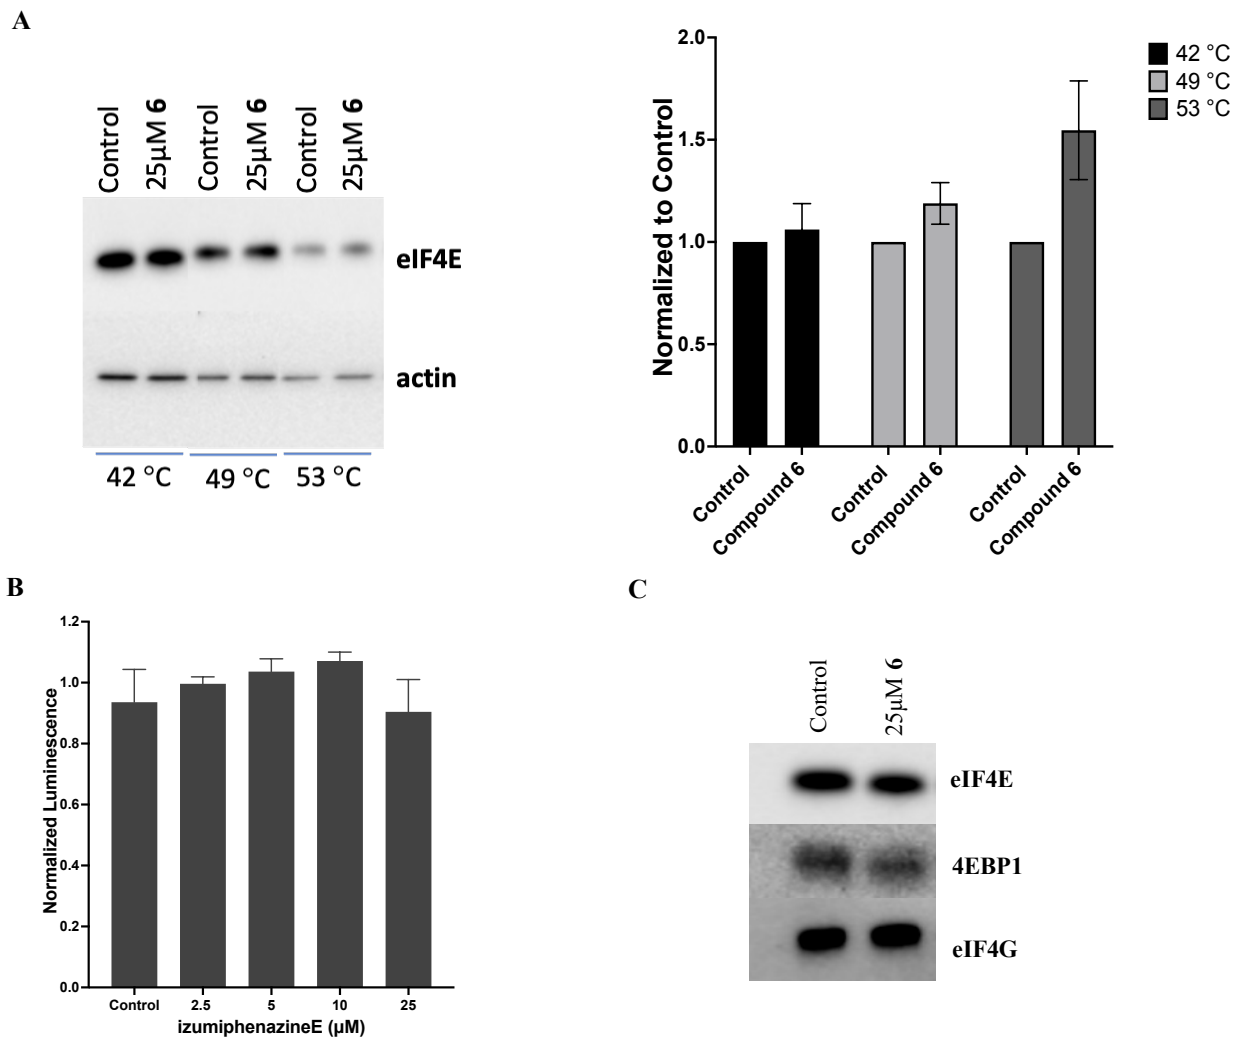 A
Control
25µM 6
Control
25µM 6
Control
25µM 6
eIF4E
actin
42 °C
49 °C
53 °C
Normalized to Control
2.0
1.5
1.0
0.5
0.0
Control
Compound 6
Control
Compound 6
Control
Compound 6
42 °C
49 °C
53 °C
B
Normalized Luminescence
1.2
1.0
0.8
0.6
0.4
0.2
0.0
Control 2.5 5 10 25
izumiphenazineE (µM)
C
Control
25µM 6
eIF4E
4EBP1
eIF4G